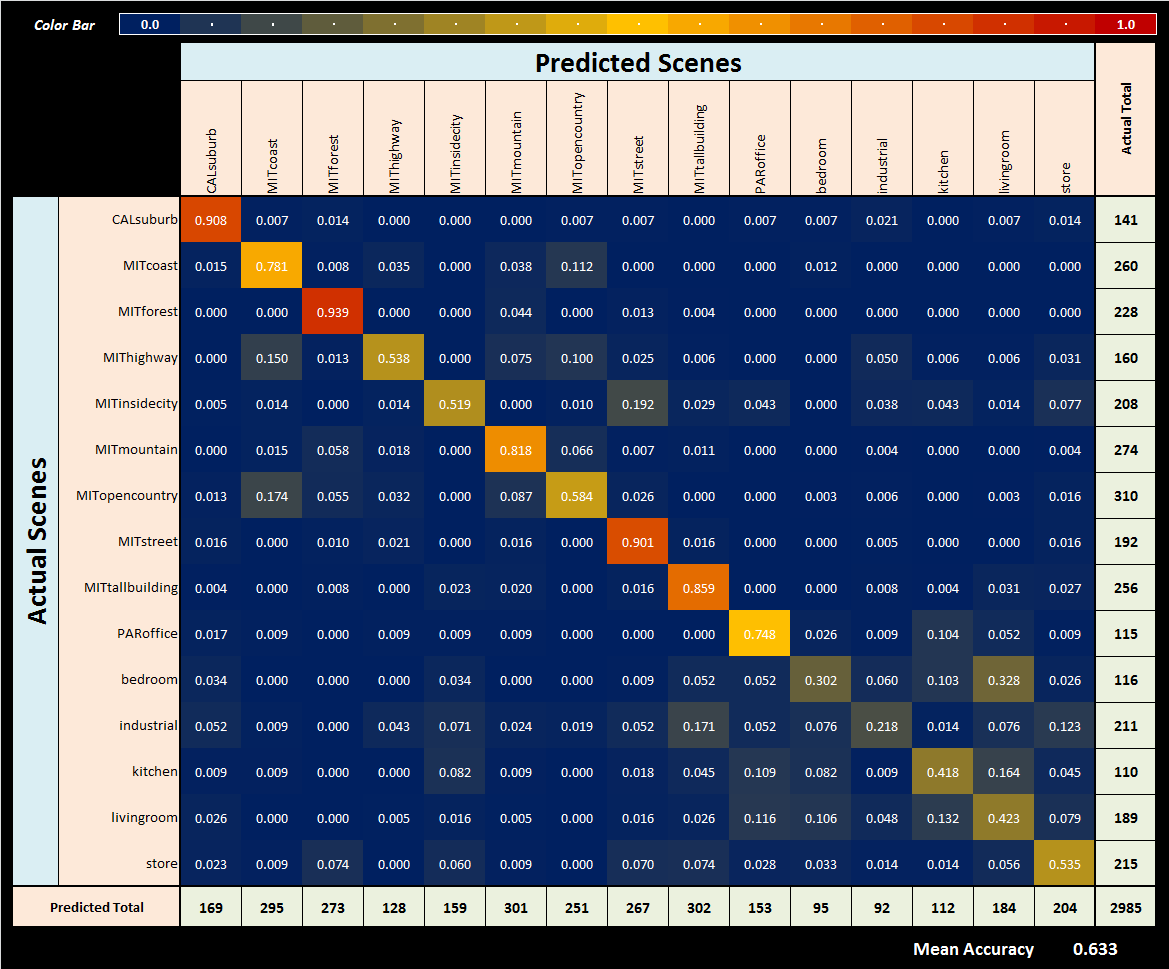 Color Bar 0.0 1.0
Predicted Scenes
CALsuburb MITcoast MITforest MIThighway MITinsidecity MITmountain MITopencountry MITstreet MITtallbuilding PARoffice bedroom industrial kitchen livingroom store Actual Total
Actual Scenes
CALsuburb 0.908 0.007 0.014 0.000 0.000 0.000 0.007 0.007 0.000 0.007 0.007 0.021 0.000 0.007 0.014 141
MITcoast 0.015 0.781 0.008 0.035 0.000 0.038 0.112 0.000 0.000 0.000 0.012 0.000 0.000 0.000 0.000 260
MITforest 0.000 0.000 0.939 0.000 0.000 0.044 0.000 0.013 0.004 0.000 0.000 0.000 0.000 0.000 0.000 228
MIThighway 0.000 0.150 0.013 0.538 0.000 0.075 0.100 0.025 0.006 0.000 0.000 0.050 0.006 0.006 0.031 160
MITinsidecity 0.005 0.014 0.000 0.014 0.519 0.000 0.010 0.192 0.029 0.043 0.000 0.038 0.043 0.014 0.077 208
MITmountain 0.000 0.015 0.058 0.018 0.000 0.818 0.066 0.007 0.011 0.000 0.000 0.004 0.000 0.000 0.004 274
MITopencountry 0.013 0.174 0.055 0.032 0.000 0.087 0.584 0.026 0.000 0.000 0.003 0.006 0.000 0.003 0.016 310
MITstreet 0.016 0.000 0.010 0.021 0.000 0.016 0.000 0.901 0.016 0.000 0.000 0.005 0.000 0.000 0.016 192
MITtallbuilding 0.004 0.000 0.008 0.000 0.023 0.020 0.000 0.016 0.859 0.000 0.000 0.008 0.004 0.031 0.027 256
PARoffice 0.017 0.009 0.000 0.009 0.009 0.009 0.000 0.000 0.000 0.748 0.026 0.009 0.104 0.052 0.009 115
bedroom 0.034 0.000 0.000 0.000 0.034 0.000 0.000 0.009 0.052 0.052 0.302 0.060 0.103 0.328 0.026 116
industrial 0.052 0.009 0.000 0.043 0.071 0.024 0.019 0.052 0.171 0.052 0.076 0.218 0.014 0.076 0.123 211
kitchen 0.009 0.009 0.000 0.000 0.082 0.009 0.000 0.018 0.045 0.109 0.082 0.009 0.418 0.164 0.045 110
livingroom 0.026 0.000 0.000 0.005 0.016 0.005 0.000 0.016 0.026 0.116 0.106 0.048 0.132 0.423 0.079 189
store 0.023 0.009 0.074 0.000 0.060 0.009 0.000 0.070 0.074 0.028 0.033 0.014 0.014 0.056 0.535 215
Predicted Total 169 295 273 128 159 301 251 267 302 153 95 92 112 184 204 2985
Mean Accuracy 0.633